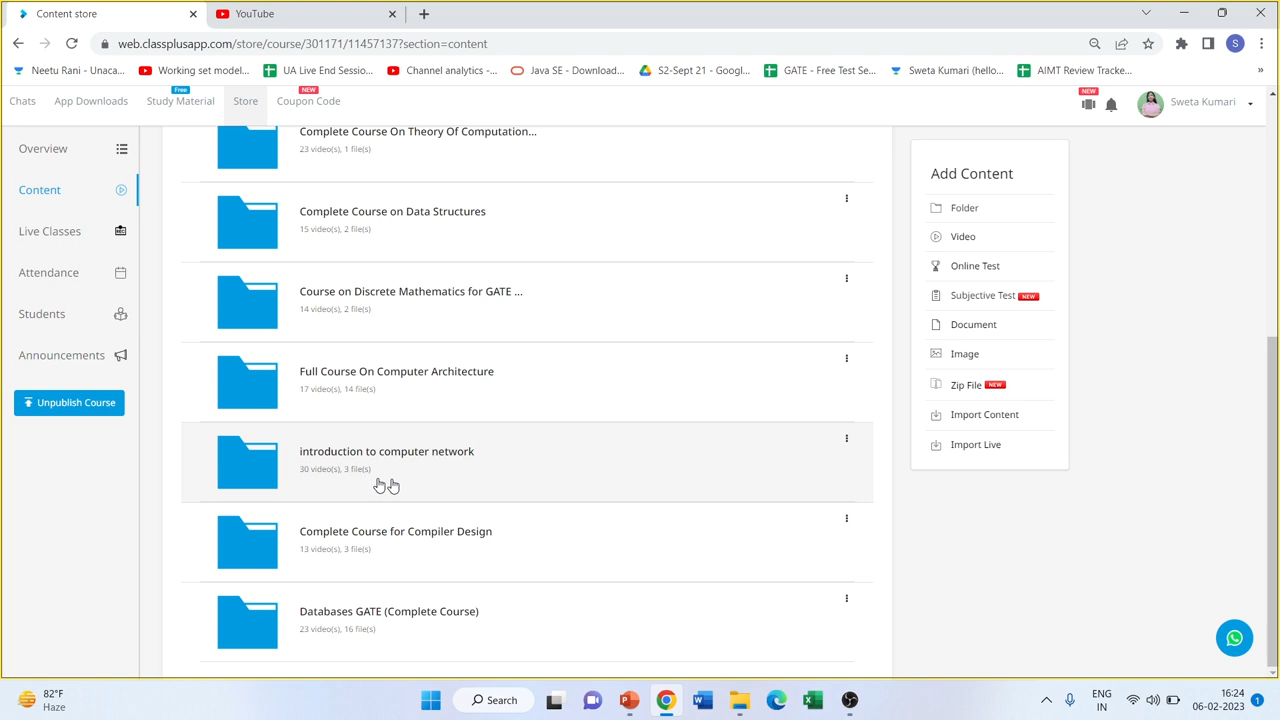 Content store
YouTube
web.classplusapp.com/store/course/301171/11457137?section=content
S
Neetu Rani - Unaca...
Working set model...
UA Live End Sessio...
Channel analytics -...
Java SE - Download...
S2-Sept 21 - Googl...
GATE - Free Test Se...
Sweta Kumari (hello...
AIMT Review Tracke...
»
Chats
App Downloads
Free
Study Material
Store
NEW
Coupon Code
NEW
Sweta Kumari
Overview
Content
Live Classes
Attendance
Students
Announcements
Unpublish Course
Complete Course On Theory Of Computation...
23 video(s), 1 file(s)
Complete Course on Data Structures
15 video(s), 2 file(s)
Course on Discrete Mathematics for GATE ...
14 video(s), 2 file(s)
Full Course On Computer Architecture
17 video(s), 14 file(s)
introduction to computer network
30 video(s), 3 file(s)
Complete Course for Compiler Design
13 video(s), 3 file(s)
Databases GATE (Complete Course)
23 video(s), 16 file(s)
Add Content
Folder
Video
Online Test
Subjective Test NEW
Document
Image
Zip File NEW
Import Content
Import Live
82°F
Haze
Search
ENG
IN
16:24
06-02-2023
1